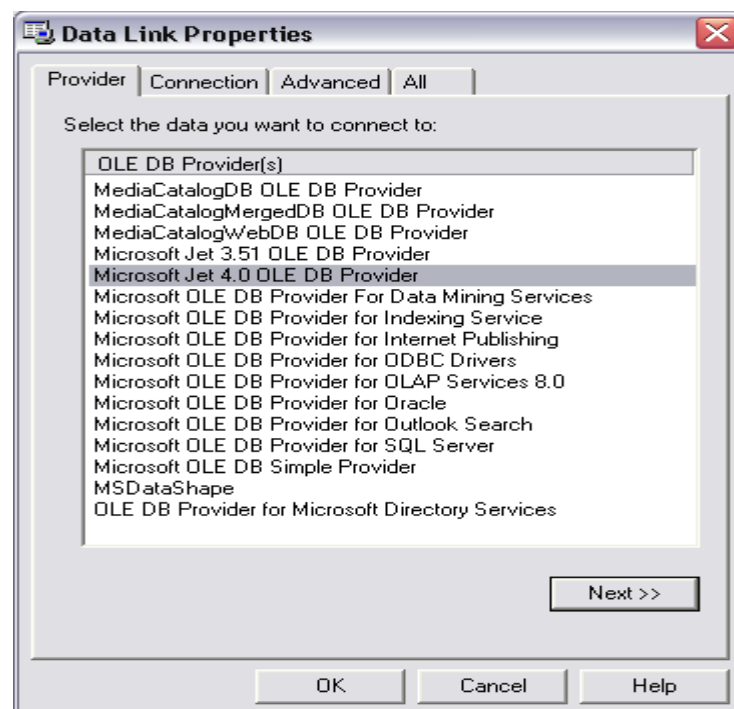 Data Link Properties
Provider Connection Advanced All
Select the data you want to connect to:
OLE DB Provider(s)
MediaCatalogDB OLE DB Provider
MediaCatalogMergedDB OLE DB Provider
MediaCatalogWebDB OLE DB Provider
Microsoft Jet 3.51 OLE DB Provider
Microsoft Jet 4.0 OLE DB Provider
Microsoft OLE DB Provider For Data Mining Services
Microsoft OLE DB Provider for Indexing Service
Microsoft OLE DB Provider for Internet Publishing
Microsoft OLE DB Provider for ODBC Drivers
Microsoft OLE DB Provider for OLAP Services 8.0
Microsoft OLE DB Provider for Oracle
Microsoft OLE DB Provider for Outlook Search
Microsoft OLE DB Provider for SQL Server
Microsoft OLE DB Simple Provider
MSDataShape
OLE DB Provider for Microsoft Directory Services
Next >>
OK Cancel Help